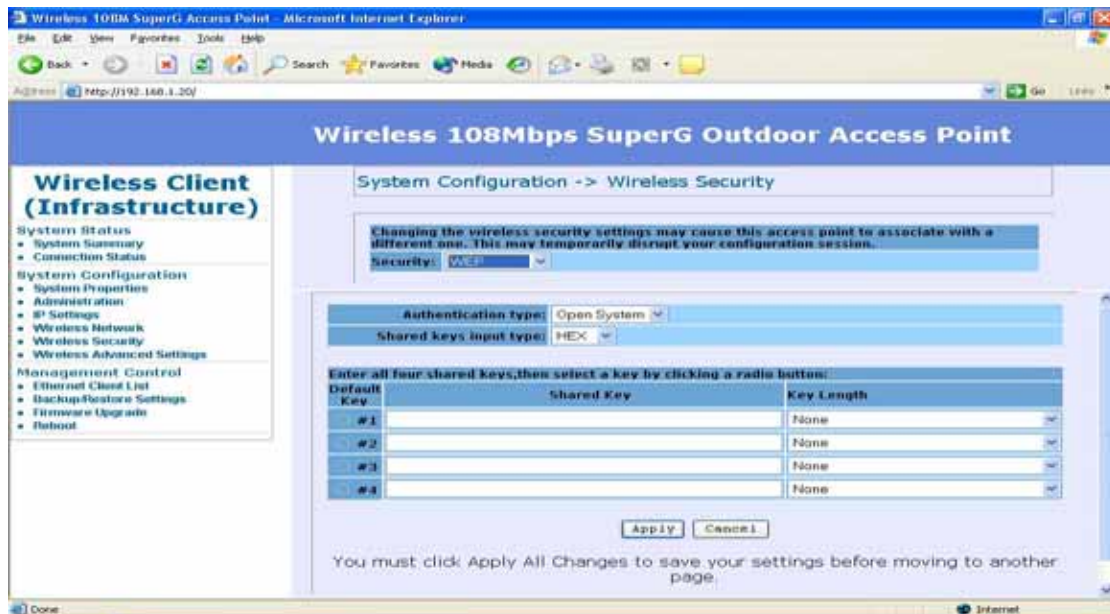 Wireless 108M SuperG Access Point - Microsoft Internet Explorer
File Edit View Favorites Tools Help
Back Search Favorites Media
Address http://192.168.1.20/ Go Links
Wireless 108Mbps SuperG Outdoor Access Point
Wireless Client
(Infrastructure)
System Status
System Summary
Connection Status
System Configuration
System Properties
Administration
IP Settings
Wireless Network
Wireless Security
Wireless Advanced Settings
Management Control
Ethernet Client List
Backup/Restore Settings
Firmware Upgrade
Reboot
System Configuration -> Wireless Security
Changing the wireless security settings may cause this access point to associate with a
different one. This may temporarily disrupt your configuration session.
Security: WEP
Authentication type: Open System
Shared keys input type: HEX
Enter all four shared keys,then select a key by clicking a radio button:
Default Key Shared Key Key Length
#1 None
#2 None
#3 None
#4 None
Apply Cancel
You must click Apply All Changes to save your settings before moving to another
page.
Done Internet